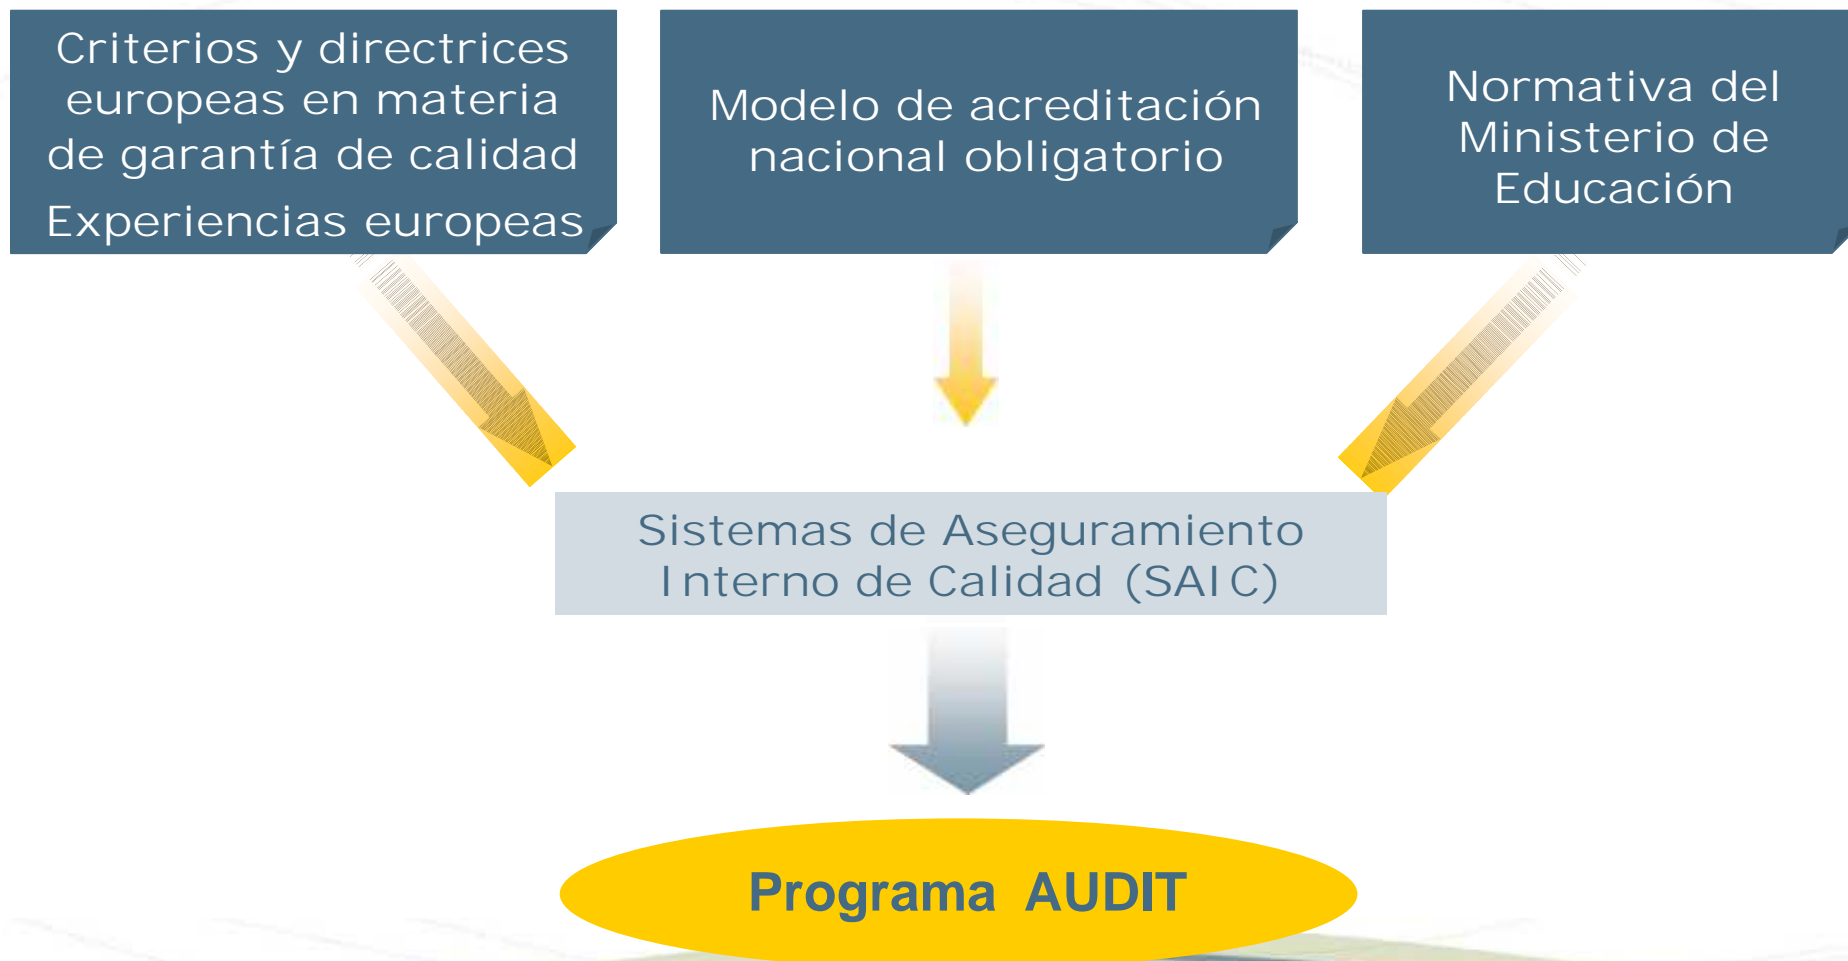 Criterios y directrices
europeas en materia
de garantía de calidad
Experiencias europeas
Modelo de acreditación
nacional obligatorio
Normativa del
Ministerio de
Educación
Sistemas de Aseguramiento
Interno de Calidad (SAIC)
Programa AUDIT